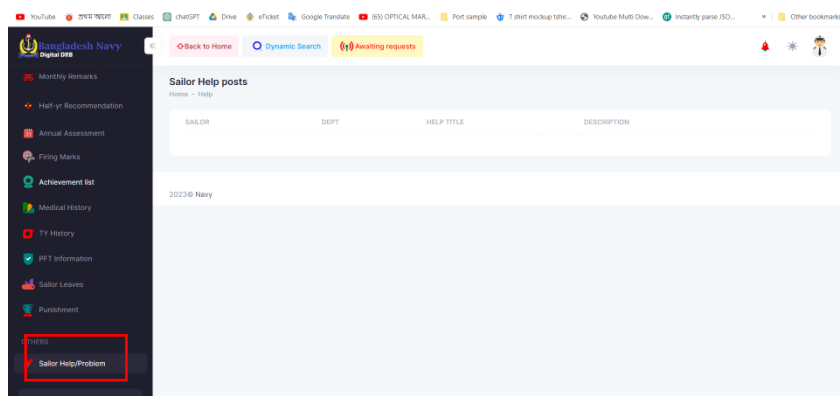 YouTube প্রথম আলো Classes chatGPT Drive eTicket Google Translate (65) OPTICAL MAR... Port sample T shirt mockup tshir... Youtube Multi Dow... Instantly parse JSO... » Other bookmarks
Bangladesh Navy
Digital DRB
Back to Home Dynamic Search Awaiting requests
Monthly Remarks
Half-yr Recommendation
Annual Assessment
Firing Marks
Achievement list
Medical History
TY History
PFT Information
Sailor Leaves
Punishment
OTHERS
Sailor Help/Problem
Sailor Help posts
Home - Help
SAILOR DEPT HELP TITLE DESCRIPTION
2023© Navy